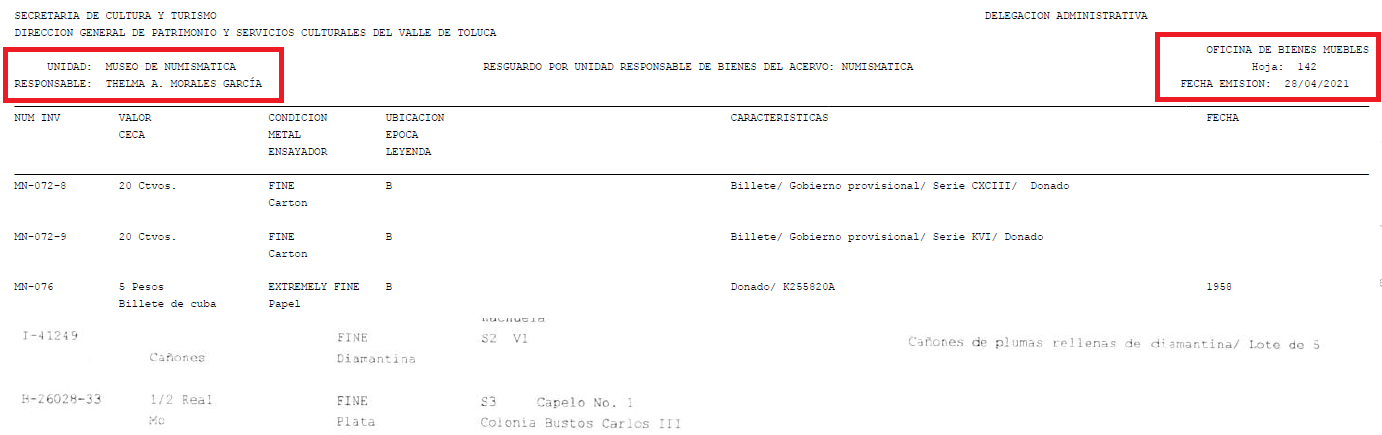 SECRETARIA DE CULTURA Y TURISMO DELEGACION ADMINISTRATIVA
DIRECCION GENERAL DE PATRIMONIO Y SERVICIOS CULTURALES DEL VALLE DE TOLUCA
OFICINA DE BIENES MUEBLES
UNIDAD: MUSEO DE NUMISMATICA RESGUARDO POR UNIDAD RESPONSABLE DE BIENES DEL ACERVO: NUMISMATICA Hoja: 142
RESPONSABLE: THELMA A. MORALES GARCÍA FECHA EMISION: 28/04/2021
NUM INV VALOR CONDICION UBICACION CARACTERISTICAS FECHA
CECA METAL EPOCA
ENSAYADOR LEYENDA
MN-072-8 20 Ctvos. FINE B Billete/ Gobierno provisional/ Serie CXCIII/ Donado
Carton
MN-072-9 20 Ctvos. FINE B Billete/ Gobierno provisional/ Serie KVI/ Donado
Carton
MN-076 5 Pesos EXTREMELY FINE B Donado/ K255820A 1958
Billete de cuba Papel
I-41249 FINE S2 V1 Cañones de plumas rellenas de diamantina/ Lote de 5
Cañones Diamantina
B-26028-33 1/2 Real FINE S3 Capelo No. 1
Mo Plata Colonia Bustos Carlos III